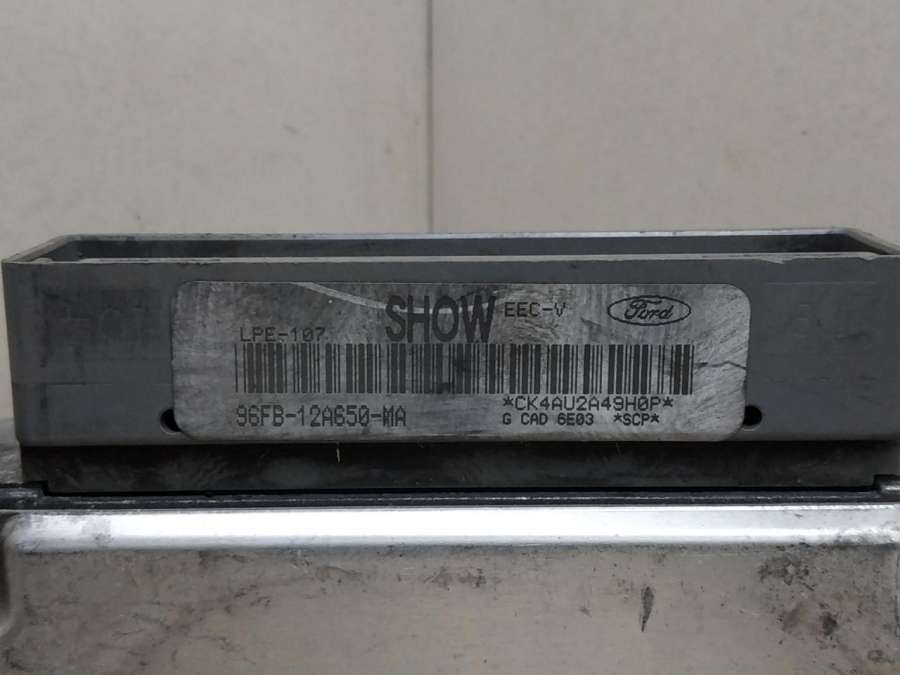 SHOW EEC-V Ford
LPE-107
96FB-12A650-MA *CK4AU2A49H0P*
G CAD 6E03 *SCP*